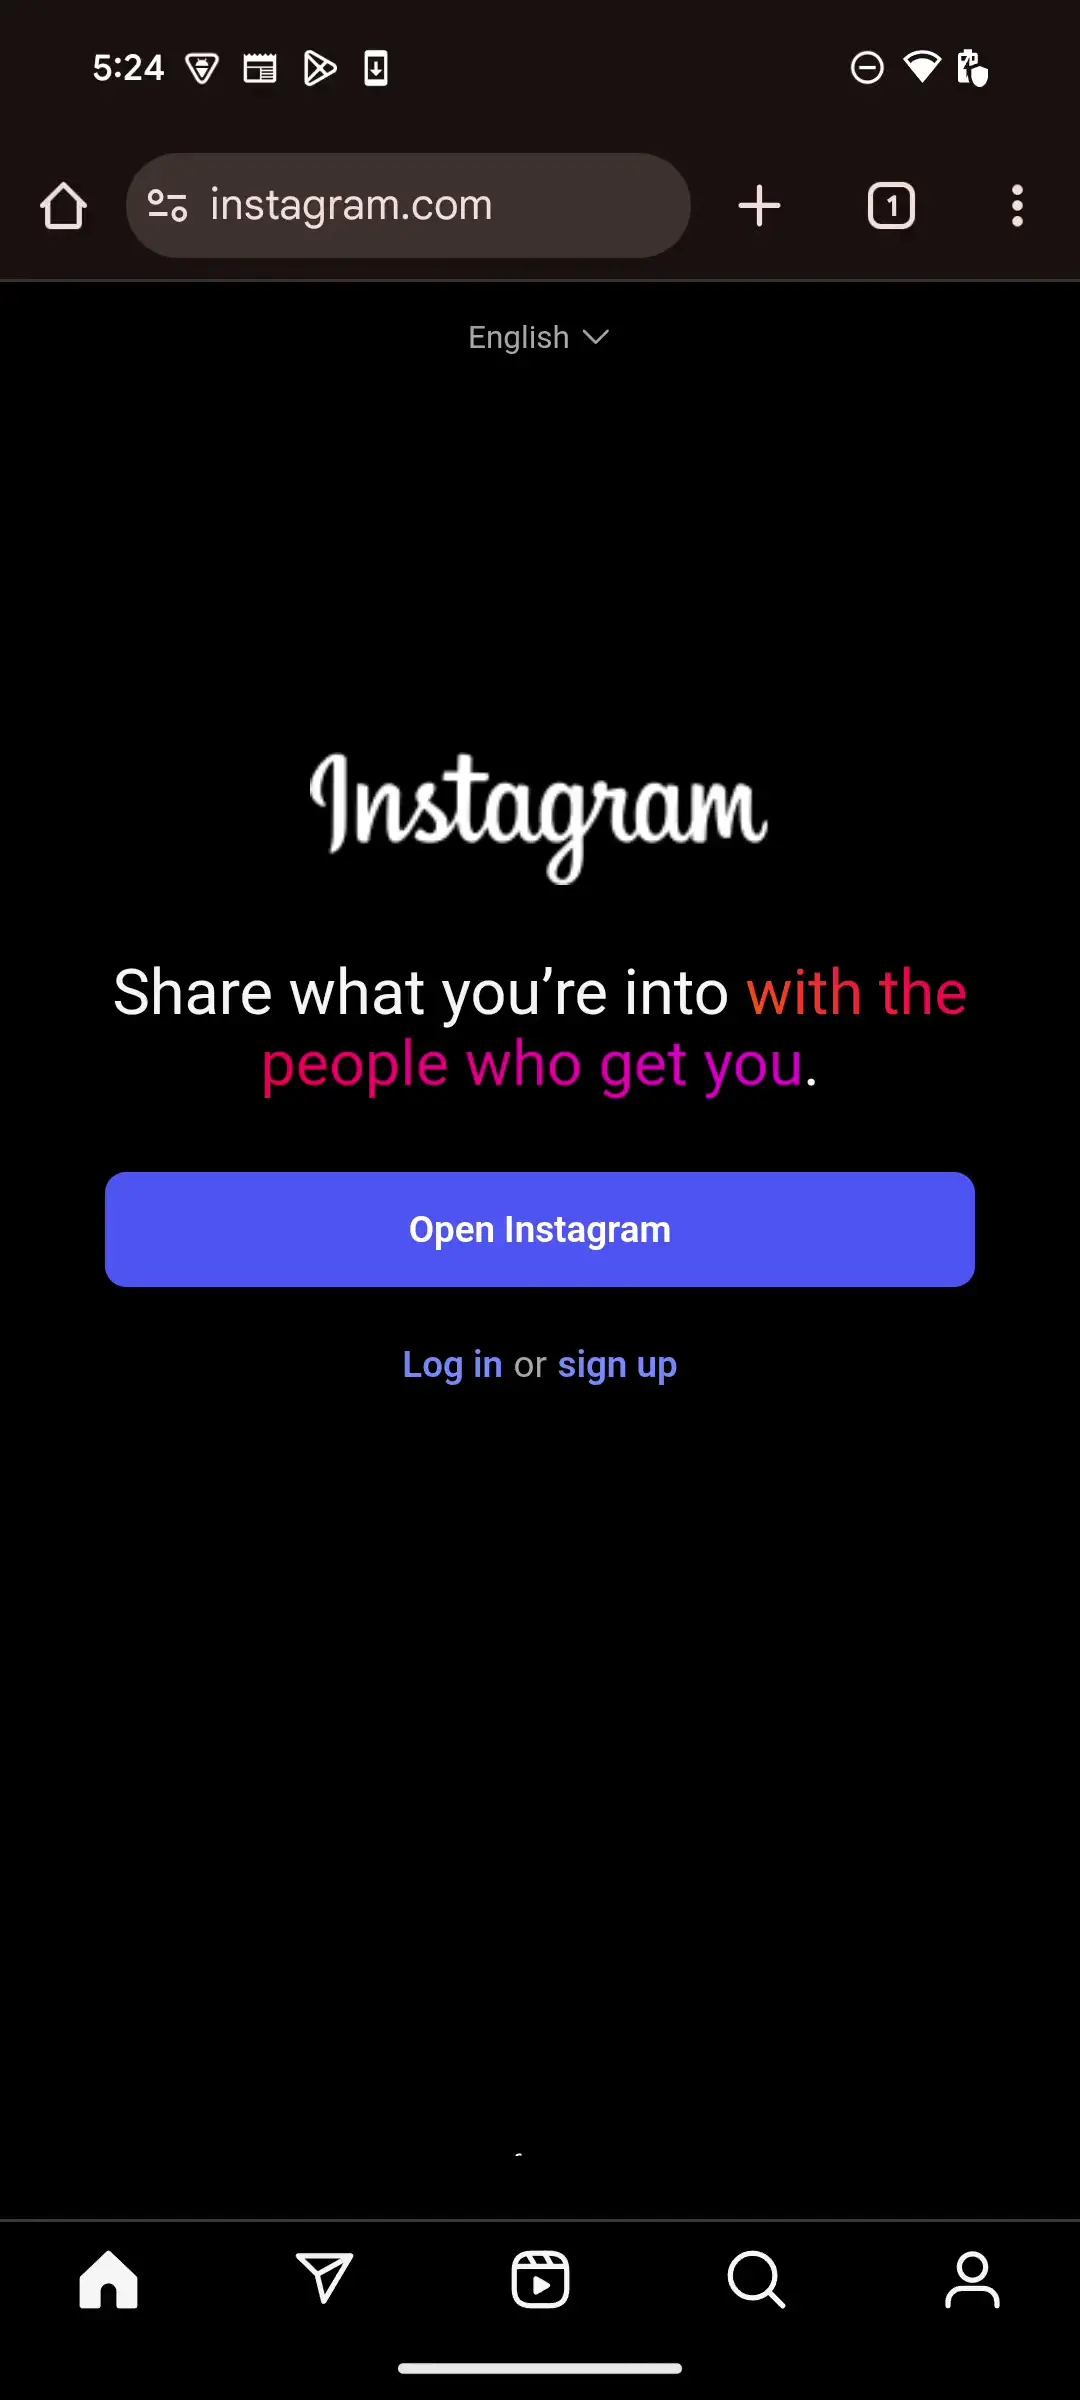 5:24
instagram.com
1
English
Instagram
Share what you’re into with the
people who get you.
Open Instagram
Log in or sign up